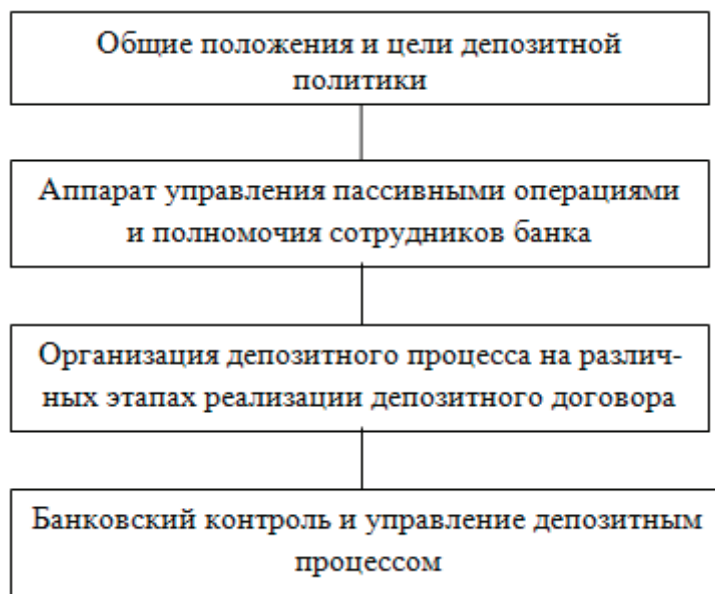 Общие положения и цели депозитной
политики
Аппарат управления пассивными операциями
и полномочия сотрудников банка
Организация депозитного процесса на различ-
ных этапах реализации депозитного договора
Банковский контроль и управление депозитным
процессом